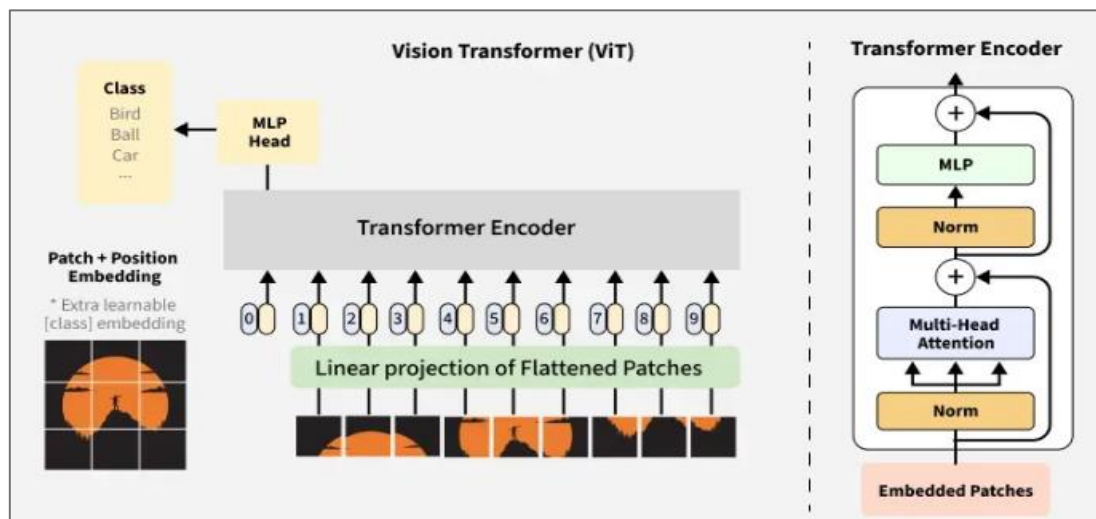 Vision Transformer (ViT)
Class
Bird
Ball
Car
...
MLP
Head
Transformer Encoder
Patch + Position
Embedding
* Extra learnable
[class] embedding
0 1 2 3 4 5 6 7 8 9
Linear projection of Flattened Patches
Transformer Encoder
+
MLP
Norm
+
Multi-Head
Attention
Norm
Embedded Patches